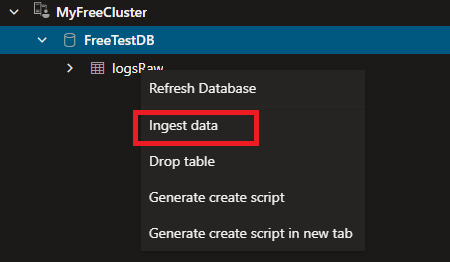 MyFreeCluster
FreeTestDB
logsRaw
Refresh Database
Ingest data
Drop table
Generate create script
Generate create script in new tab